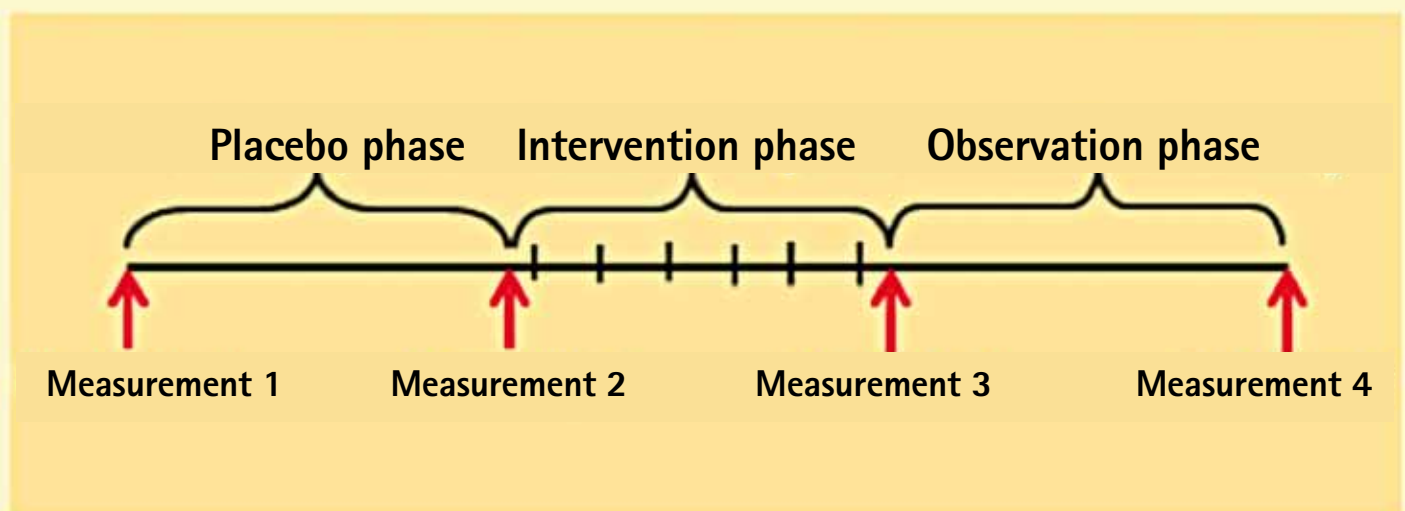 Placebo phase Intervention phase Observation phase
Measurement 1 Measurement 2 Measurement 3 Measurement 4